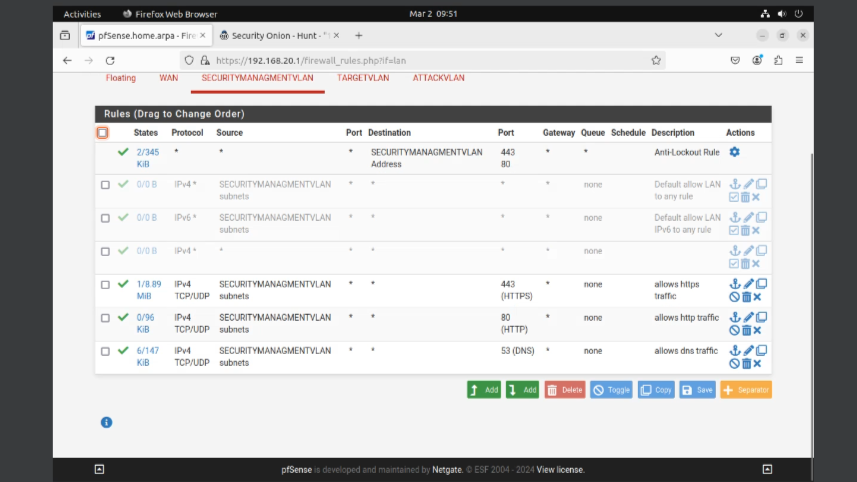 Activities Firefox Web Browser Mar 2 09:51
pfSense.home.arpa - Fire × Security Onion - Hunt - "1 × +
https://192.168.20.1/firewall_rules.php?if=lan
Floating WAN SECURITYMANAGMENTVLAN TARGETVLAN ATTACKVLAN
Rules (Drag to Change Order)
States Protocol Source Port Destination Port Gateway Queue Schedule Description Actions
2/345 * * * SECURITYMANAGMENTVLAN 443 * * Anti-Lockout Rule
KiB Address 80
0/0 B IPv4 * SECURITYMANAGMENTVLAN * * * * none Default allow LAN
subnets to any rule
0/0 B IPv6 * SECURITYMANAGMENTVLAN * * * * none Default allow LAN
subnets IPv6 to any rule
0/0 B IPv4 * * * * * * none
1/8.89 IPv4 SECURITYMANAGMENTVLAN * * 443 * none allows https
MiB TCP/UDP subnets (HTTPS) traffic
0/96 IPv4 SECURITYMANAGMENTVLAN * * 80 * none allows http traffic
KiB TCP/UDP subnets (HTTP)
6/147 IPv4 SECURITYMANAGMENTVLAN * * 53 (DNS) * none allows dns traffic
KiB TCP/UDP subnets
Add Add Delete Toggle Copy Save Separator
pfSense is developed and maintained by Netgate. © ESF 2004 - 2024 View license.